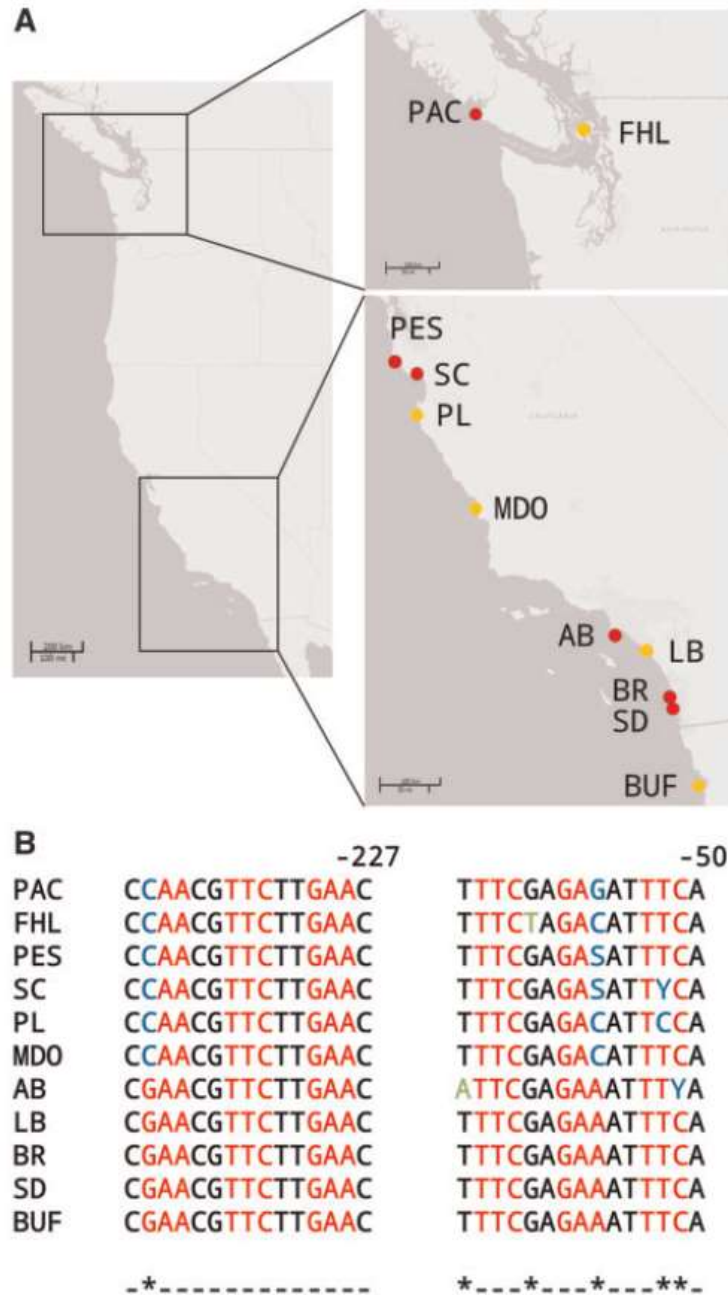 A
PAC
FHL
PES
SC
PL
MDO
AB
LB
BR
SD
BUF
B
-227 -50
PAC CCAACGTTCTTGAAC TTTCGAGAGATTTCA
FHL CCAACGTTCTTGAAC TTTCTAGACATTTCA
PES CCAACGTTCTTGAAC TTTCGAGASATTTCA
SC CCAACGTTCTTGAAC TTTCGAGASATTYCA
PL CCAACGTTCTTGAAC TTTCGAGACATTCCA
MDO CCAACGTTCTTGAAC TTTCGAGACATTTCA
AB CGAACGTTCTTGAAC ATTCGAGAAATTTYA
LB CGAACGTTCTTGAAC TTTCGAGAAATTTCA
BR CGAACGTTCTTGAAC TTTCGAGAAATTTCA
SD CGAACGTTCTTGAAC TTTCGAGAAATTTCA
BUF CGAACGTTCTTGAAC TTTCGAGAAATTTCA
-*------------- *---*---*---**-